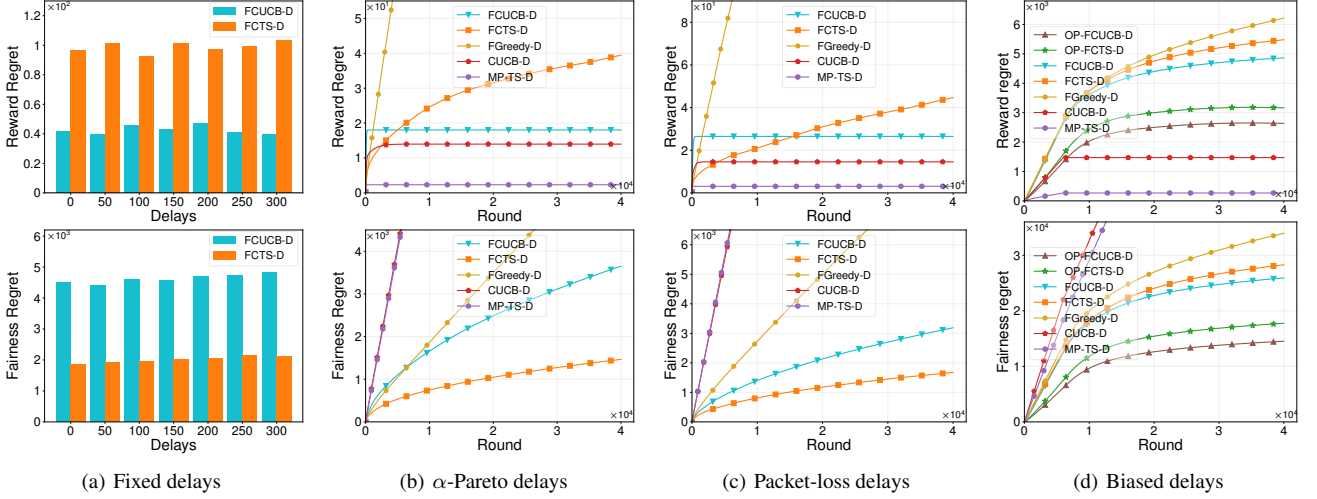 ×10²
FCUCB-D
FCTS-D
Reward Regret
1.2
1.0
0.8
0.6
0.4
0.2
0
0 50 100 150 200 250 300
Delays
×10¹
FCUCB-D
FCTS-D
FGreedy-D
CUCB-D
MP-TS-D
Reward Regret
5
4
3
2
1
0
0 1 2 3 4
×10⁴
Round
×10¹
FCUCB-D
FCTS-D
FGreedy-D
CUCB-D
MP-TS-D
Reward Regret
8
6
4
2
0
0 1 2 3 4
×10⁴
Round
×10³
OP-FCUCB-D
OP-FCTS-D
FCUCB-D
FCTS-D
FGreedy-D
CUCB-D
MP-TS-D
Reward regret
6
5
4
3
2
1
0
0 1 2 3 4
×10⁴
Round
×10³
FCUCB-D
FCTS-D
Fairness Regret
6
5
4
3
2
1
0
0 50 100 150 200 250 300
Delays
×10³
FCUCB-D
FCTS-D
FGreedy-D
CUCB-D
MP-TS-D
Fairness Regret
4
3
2
1
0
0 1 2 3 4
×10⁴
Round
×10³
FCUCB-D
FCTS-D
FGreedy-D
CUCB-D
MP-TS-D
Fairness Regret
6
5
4
3
2
1
0
0 1 2 3 4
×10⁴
Round
×10⁴
OP-FCUCB-D
OP-FCTS-D
FCUCB-D
FCTS-D
FGreedy-D
CUCB-D
MP-TS-D
Fairness regret
3
2
1
0
0 1 2 3 4
×10⁴
Round
(a) Fixed delays
(b) α-Pareto delays
(c) Packet-loss delays
(d) Biased delays